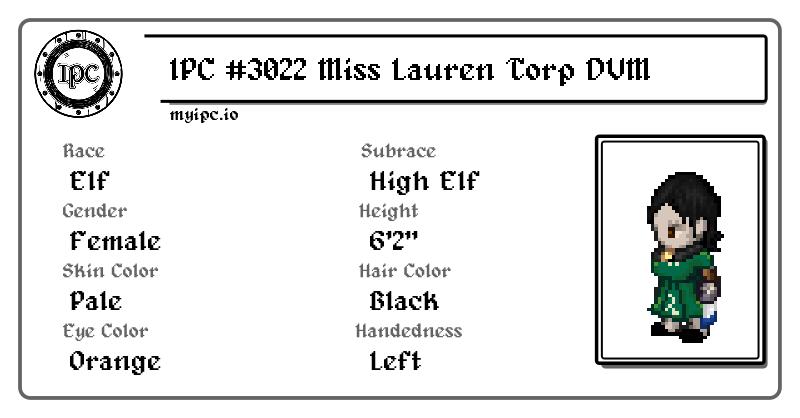 IPC
IPC #3022 Miss Lauren Torp DVM
myipc.io
Race
Elf
Subrace
High Elf
Gender
Female
Height
6'2"
Skin Color
Pale
Hair Color
Black
Eye Color
Orange
Handedness
Left